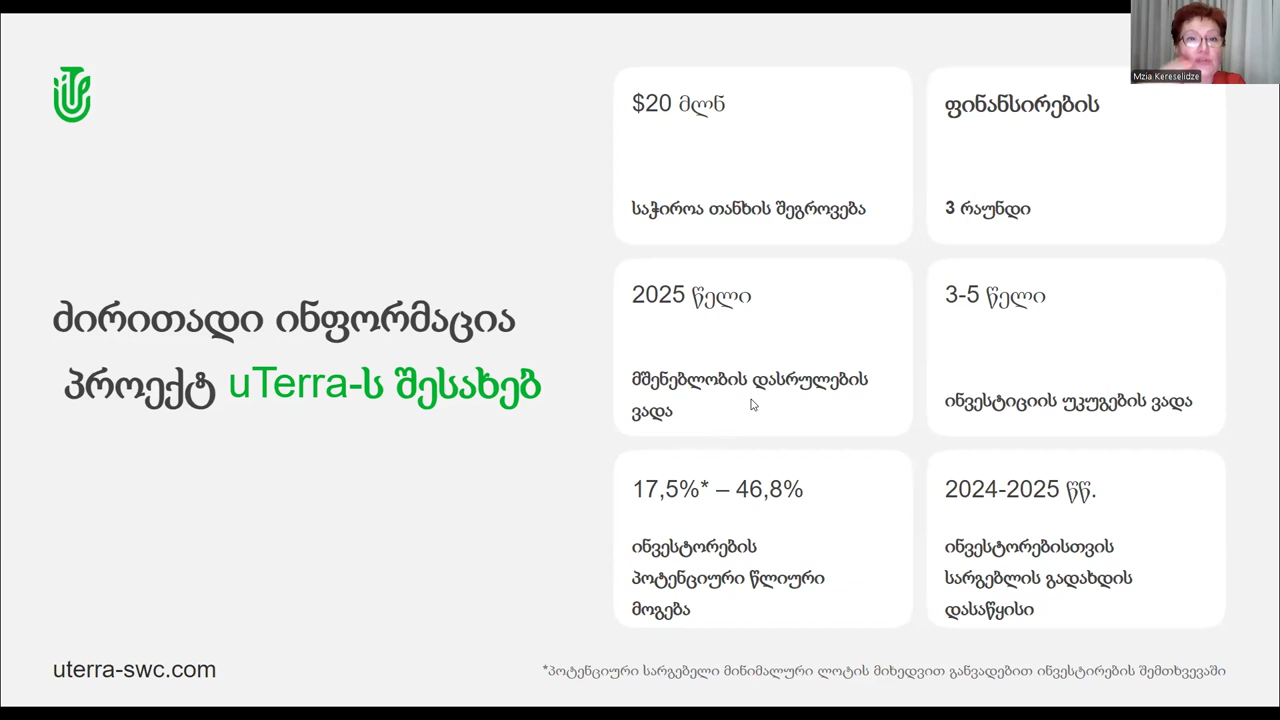 Mzia Kereselidze
ძირითადი ინფორმაცია
პროექტ uTerra-ს შესახებ
$20 მლნ
საჭიროა თანხის შეგროვება
ფინანსირების
3 რაუნდი
2025 წელი
მშენებლობის დასრულების
ვადა
3-5 წელი
ინვესტიციის უკუგების ვადა
17,5%* – 46,8%
ინვესტორების
პოტენციური წლიური
მოგება
2024-2025 წწ.
ინვესტორებისთვის
სარგებლის გადახდის
დასაწყისი
uterra-swc.com
*პოტენციური სარგებელი მინიმალური ლოტის მიხედვით განვადებით ინვესტირების შემთხვევაში